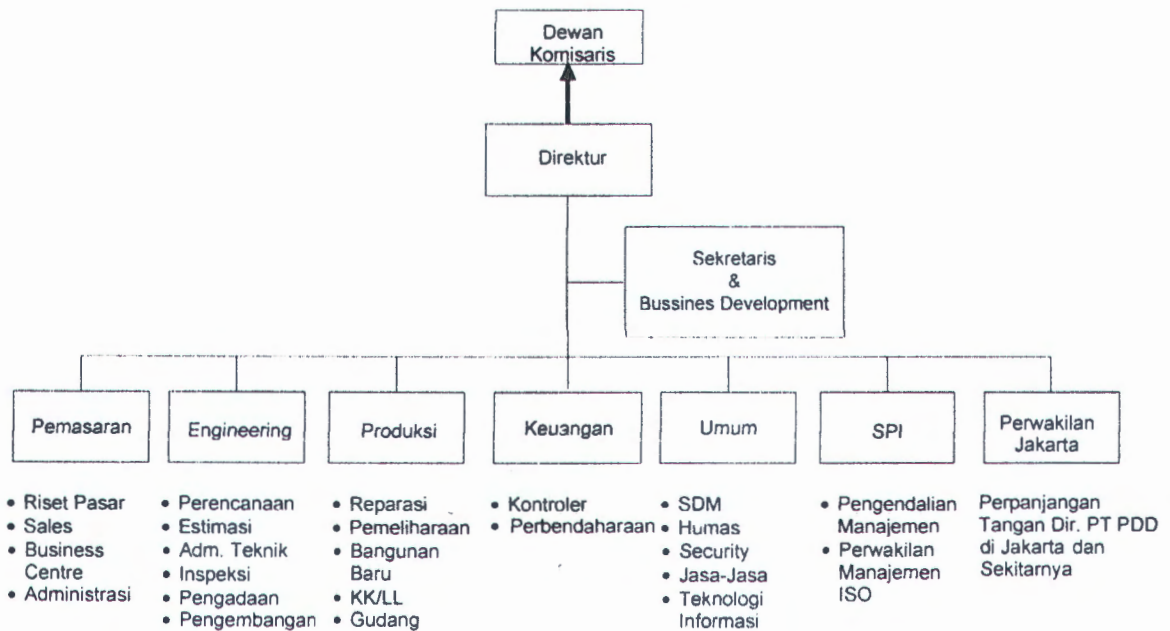 Dewan
Komisaris
Direktur
Sekretaris
&
Bussines Development
Pemasaran
Engineering
Produksi
Keuangan
Umum
SPI
Perwakilan
Jakarta
• Riset Pasar
• Sales
• Business
Centre
• Administrasi
• Perencanaan
• Estimasi
• Adm. Teknik
• Inspeksi
• Pengadaan
• Pengembangan
• Reparasi
• Pemeliharaan
• Bangunan
Baru
• KK/LL
• Gudang
• Kontroler
• Perbendaharaan
• SDM
• Humas
• Security
• Jasa-Jasa
• Teknologi
Informasi
• Pengendalian
Manajemen
• Perwakilan
Manajemen
ISO
Perpanjangan
Tangan Dir. PT PDD
di Jakarta dan
Sekitarnya